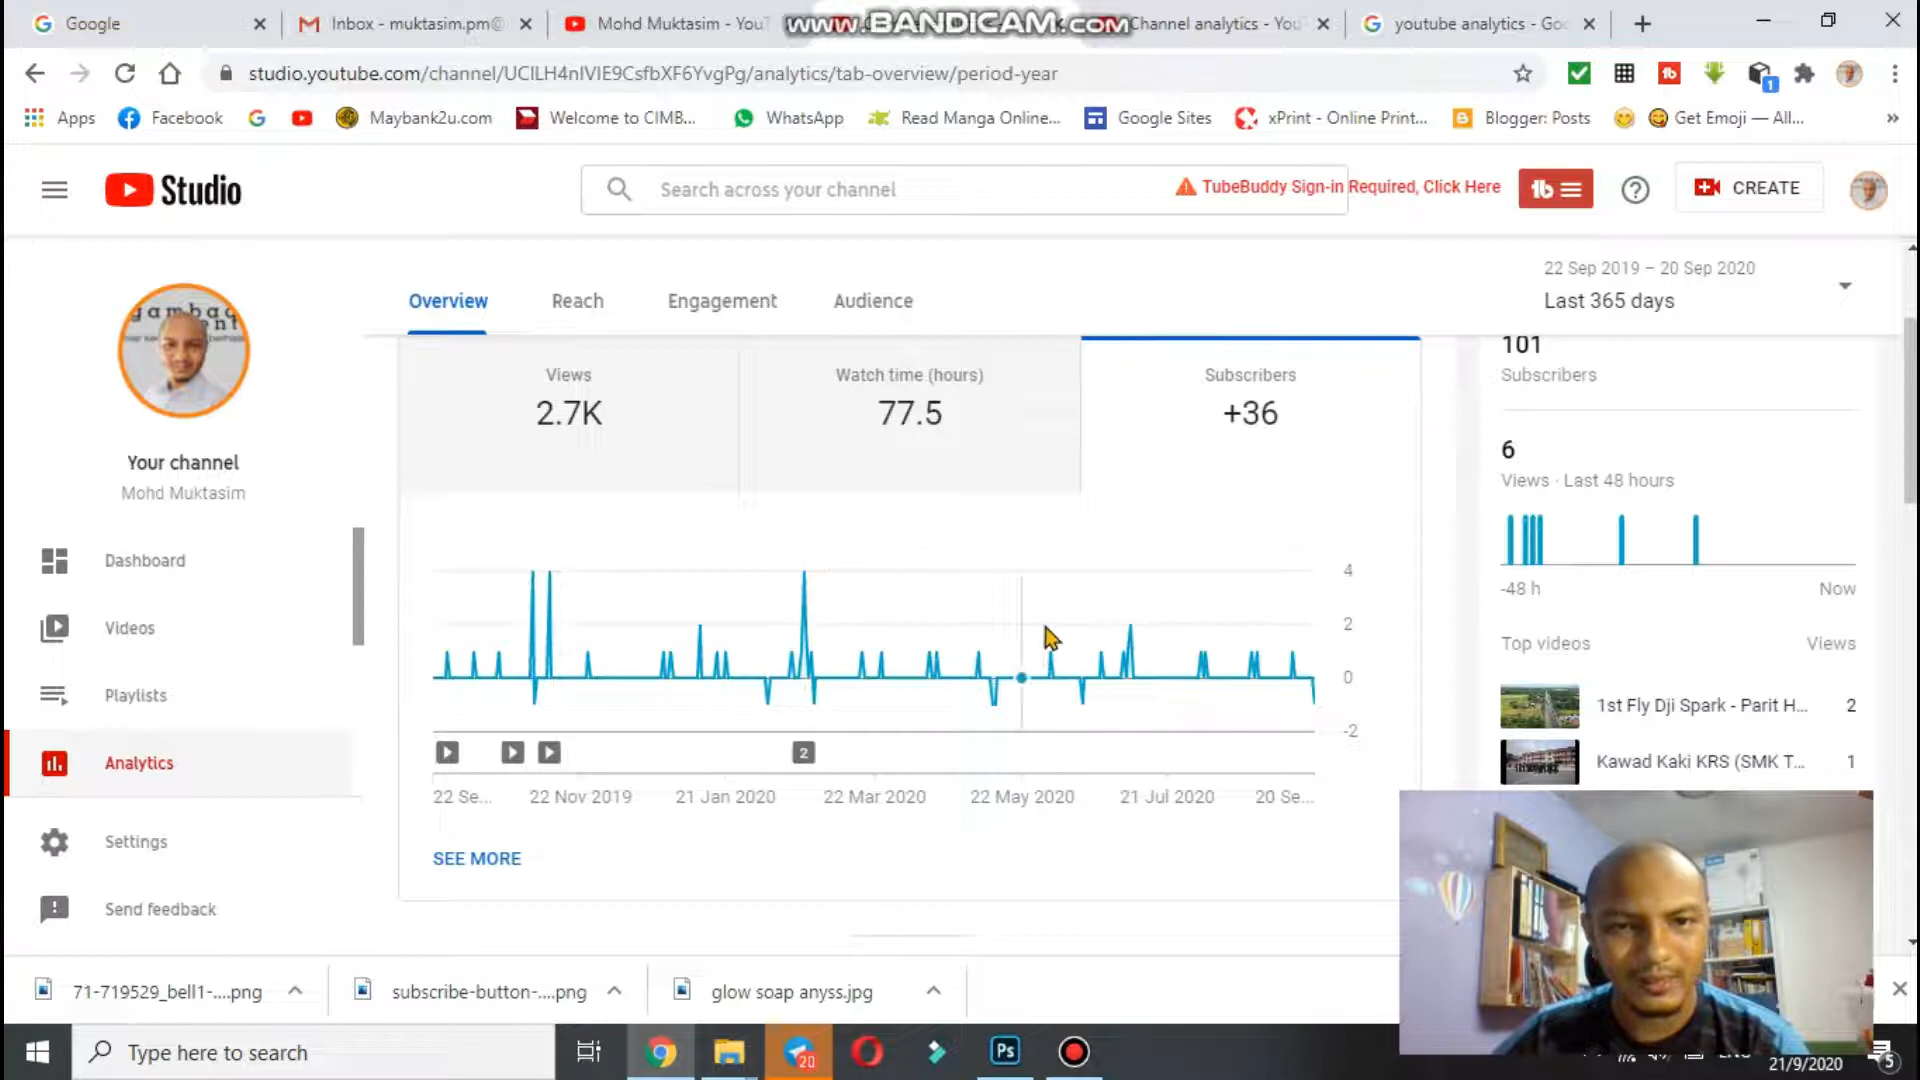 Google
Inbox - muktasim.pm@
Mohd Muktasim - You
WWW.BANDICAM.COM
Channel analytics - You
youtube analytics - Goo
studio.youtube.com/channel/UCILH4nIVIE9CsfbXF6YvgPg/analytics/tab-overview/period-year
1
Apps
Facebook
Maybank2u.com
Welcome to CIMB...
WhatsApp
Read Manga Online...
Google Sites
xPrint - Online Print...
Blogger: Posts
Get Emoji — All...
Studio
Search across your channel
TubeBuddy Sign-in Required, Click Here
CREATE
Overview
Reach
Engagement
Audience
22 Sep 2019 – 20 Sep 2020
Last 365 days
Your channel
Mohd Muktasim
Dashboard
Videos
Playlists
Analytics
Settings
Send feedback
Views
2.7K
Watch time (hours)
77.5
Subscribers
+36
4
2
0
-2
2
22 Se...
22 Nov 2019
21 Jan 2020
22 Mar 2020
22 May 2020
21 Jul 2020
20 Se...
SEE MORE
101
Subscribers
6
Views · Last 48 hours
-48 h
Now
Top videos
Views
1st Fly Dji Spark - Parit H...
2
Kawad Kaki KRS (SMK T...
1
71-719529_bell1-....png
subscribe-button-....png
glow soap anyss.jpg
Type here to search
20
Ps
21/9/2020
5